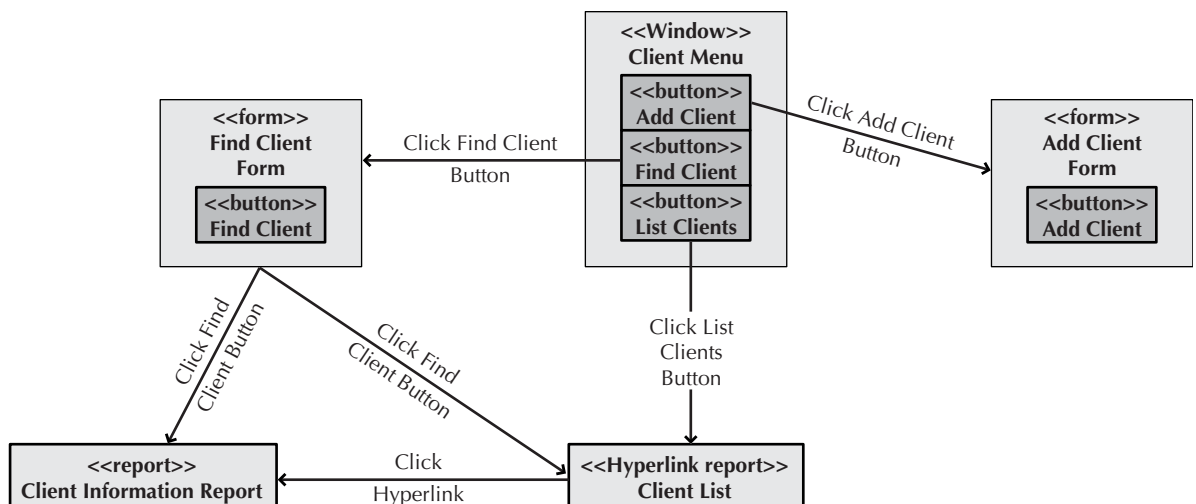 <<Window>>
Client Menu
<<button>>
Add Client
<<button>>
Find Client
<<button>>
List Clients
<<form>>
Find Client
Form
<<button>>
Find Client
Click Find Client
Button
Click Add Client
Button
<<form>>
Add Client
Form
<<button>>
Add Client
Click Find
Client Button
Click Find
Client Button
Click List
Clients
Button
<<report>>
Client Information Report
Click
Hyperlink
<<Hyperlink report>>
Client List